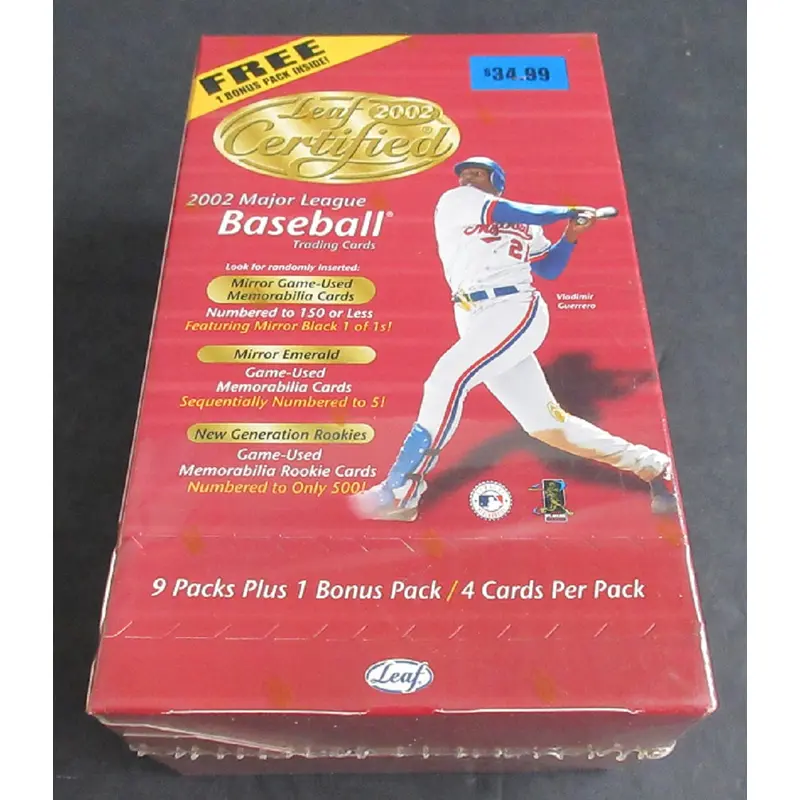 FREE
1 BONUS PACK INSIDE!
$34.99
Leaf 2002
Certified®
2002 Major League
Baseball®
Trading Cards
Look for randomly inserted:
Mirror Game-Used
Memorabilia Cards
Numbered to 150 or Less
Featuring Mirror Black 1 of 1s!
Mirror Emerald
Game-Used
Memorabilia Cards
Sequentially Numbered to 5!
New Generation Rookies
Game-Used
Memorabilia Rookie Cards
Numbered to Only 500!
Vladimir
Guerrero
9 Packs Plus 1 Bonus Pack / 4 Cards Per Pack
Leaf